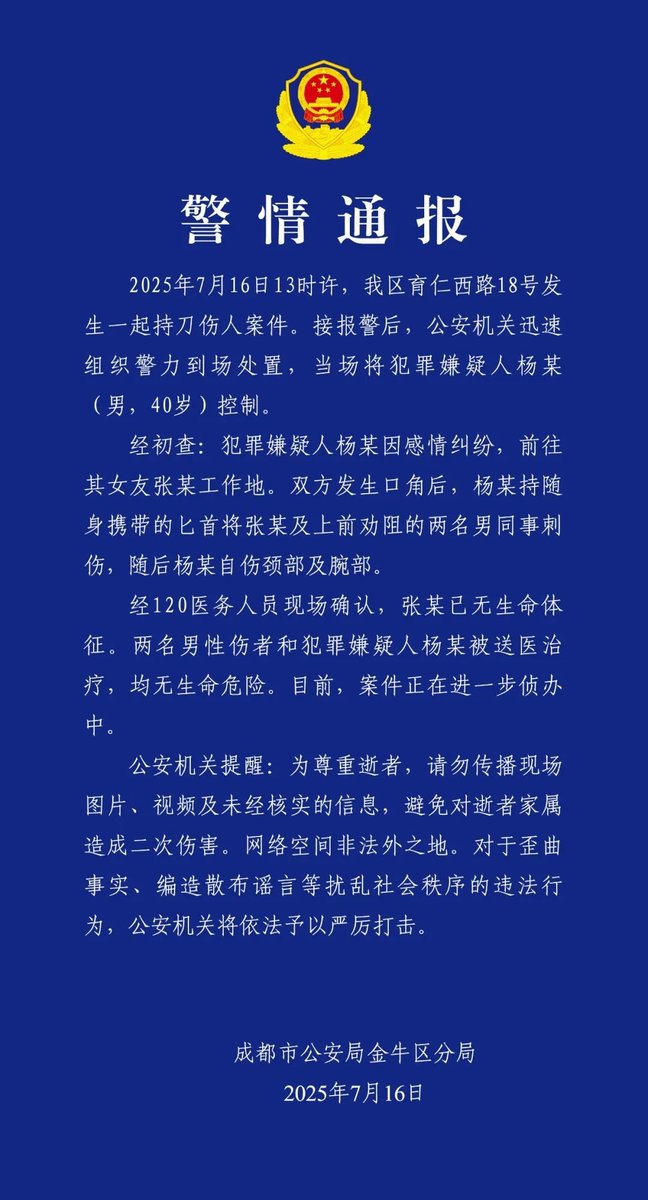 警情通报
2025年7月16日13时许，我区育仁西路18号发
生一起持刀伤人案件。接报警后，公安机关迅速
组织警力到场处置，当场将犯罪嫌疑人杨某
（男，40岁）控制。
经初查：犯罪嫌疑人杨某因感情纠纷，前往
其女友张某工作地。双方发生口角后，杨某持随
身携带的匕首将张某及上前劝阻的两名男同事刺
伤，随后杨某自伤颈部及腕部。
经120医务人员现场确认，张某已无生命体
征。两名男性伤者和犯罪嫌疑人杨某被送医治
疗，均无生命危险。目前，案件正在进一步侦办
中。
公安机关提醒：为尊重逝者，请勿传播现场
图片、视频及未经核实的信息，避免对逝者家属
造成二次伤害。网络空间非法外之地。对于歪曲
事实、编造散布谣言等扰乱社会秩序的违法行
为，公安机关将依法予以严厉打击。
成都市公安局金牛区分局
2025年7月16日